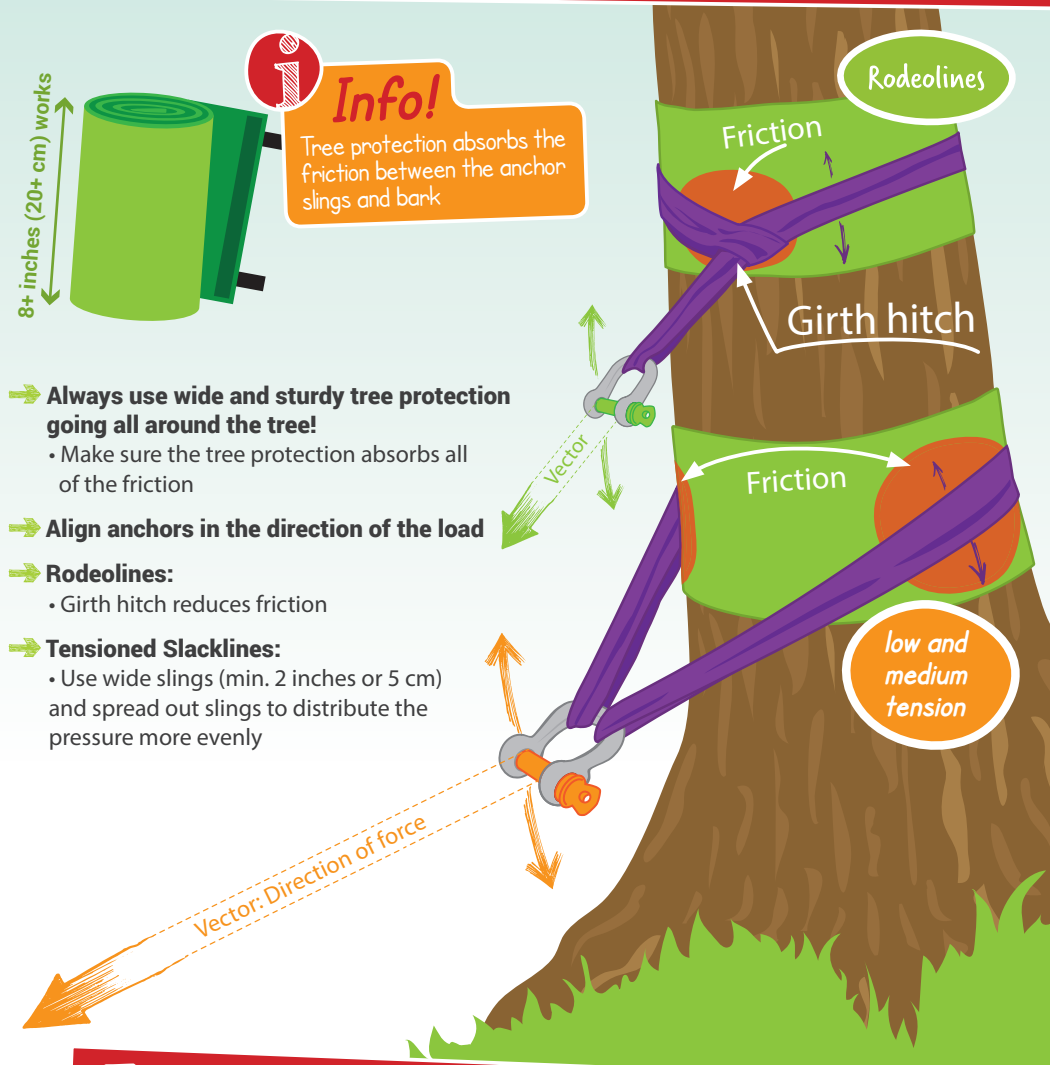 8+ inches (20+ cm) works
i
Info!
Tree protection absorbs the
friction between the anchor
slings and bark
Rodeolines
Friction
Girth hitch
Vector
➔ Always use wide and sturdy tree protection
going all around the tree!
• Make sure the tree protection absorbs all
of the friction
➔ Align anchors in the direction of the load
➔ Rodeolines:
• Girth hitch reduces friction
➔ Tensioned Slacklines:
• Use wide slings (min. 2 inches or 5 cm)
and spread out slings to distribute the
pressure more evenly
Friction
low and
medium
tension
Vector: Direction of force